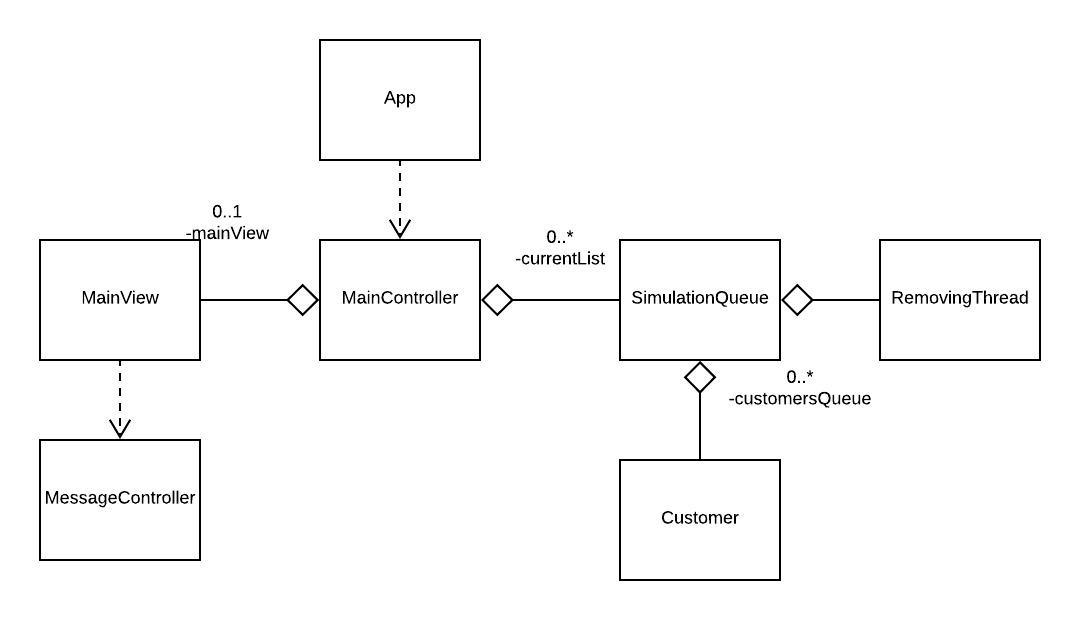 App
0..1
-mainView
0..*
-currentList
MainView
MainController
SimulationQueue
RemovingThread
0..*
-customersQueue
MessageController
Customer